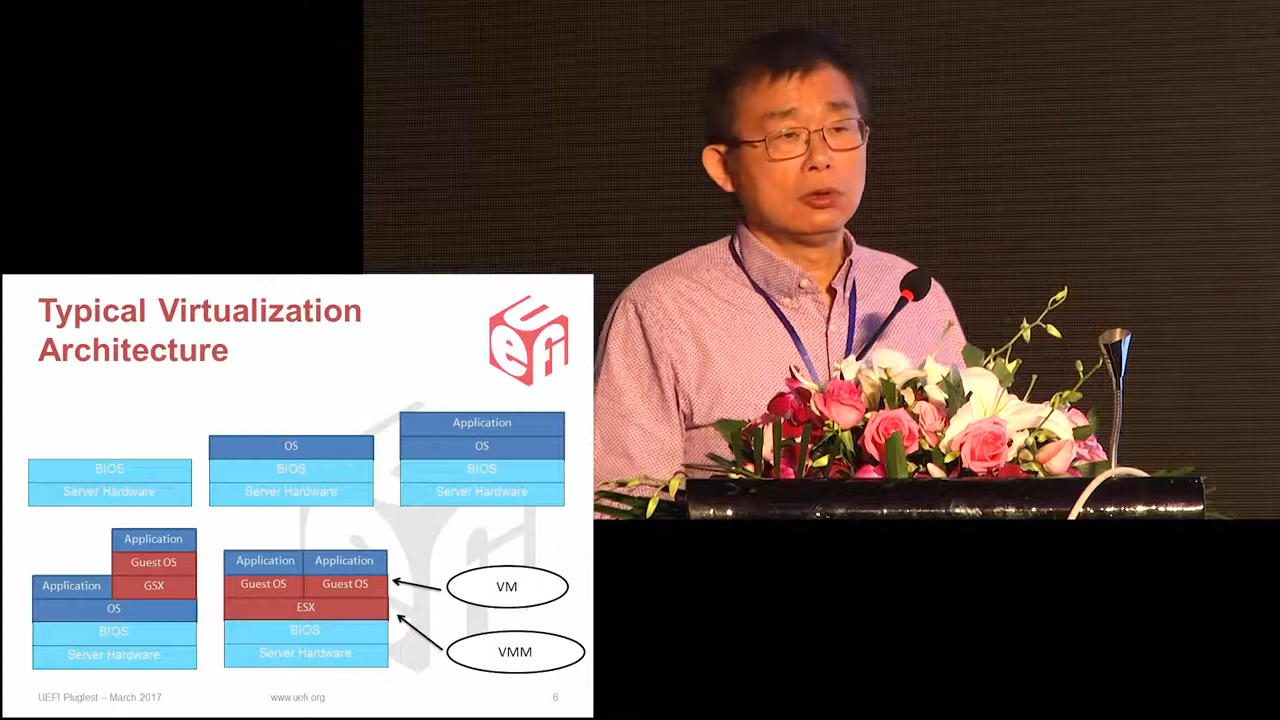 Typical Virtualization
Architecture
UEFI
Application
OS
OS
BIOS
BIOS
BIOS
Server Hardware
Server Hardware
Server Hardware
Application
Application
Application
Guest OS
Guest OS
Guest OS
Application
GSX
VM
OS
ESX
BIOS
BIOS
Server Hardware
Server Hardware
VMM
UEFI Plugfest – March 2017
www.uefi.org
6